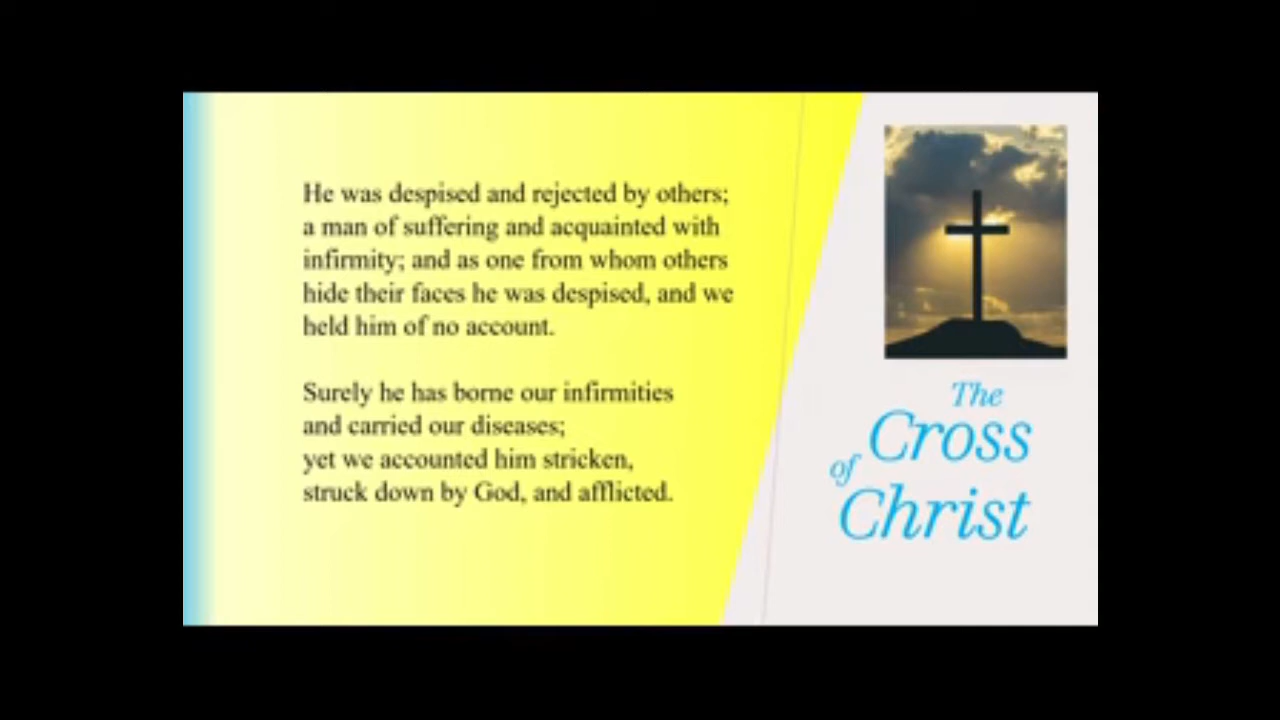 He was despised and rejected by others;
a man of suffering and acquainted with
infirmity; and as one from whom others
hide their faces he was despised, and we
held him of no account.
Surely he has borne our infirmities
and carried our diseases;
yet we accounted him stricken,
struck down by God, and afflicted.
The
Cross
of
Christ